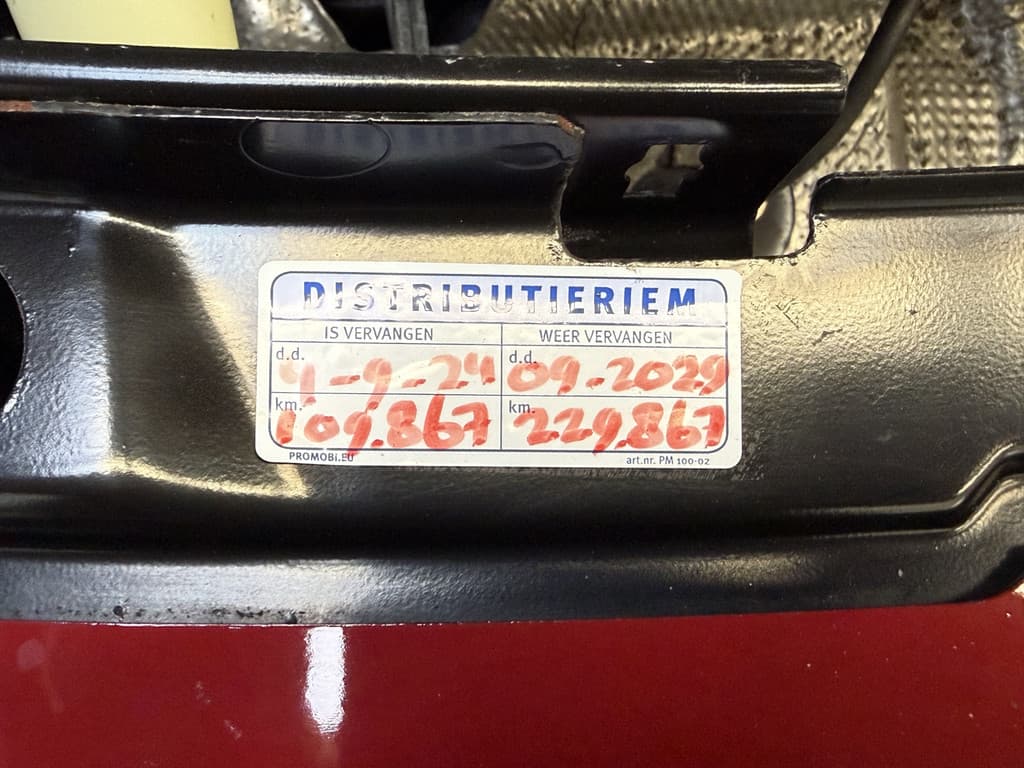 DISTRIBUTIERIEM
IS VERVANGEN WEER VERVANGEN
d.d. 4-9-24 d.d. 09-2029
km. 109.867 km. 229.867
PROMOBI.EU art.nr. PM 100-02